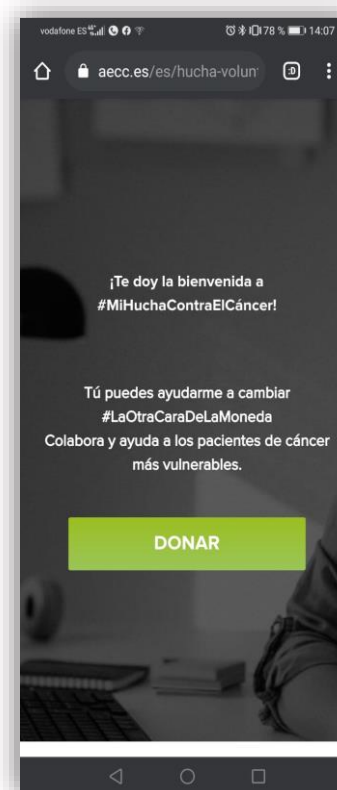 vodafone ES 78 % 14:07
aecc.es/es/hucha-volun
:D
¡Te doy la bienvenida a
#MiHuchaContraElCáncer!
Tú puedes ayudarme a cambiar
#LaOtraCaraDeLaMoneda
Colabora y ayuda a los pacientes de cáncer
más vulnerables.
DONAR